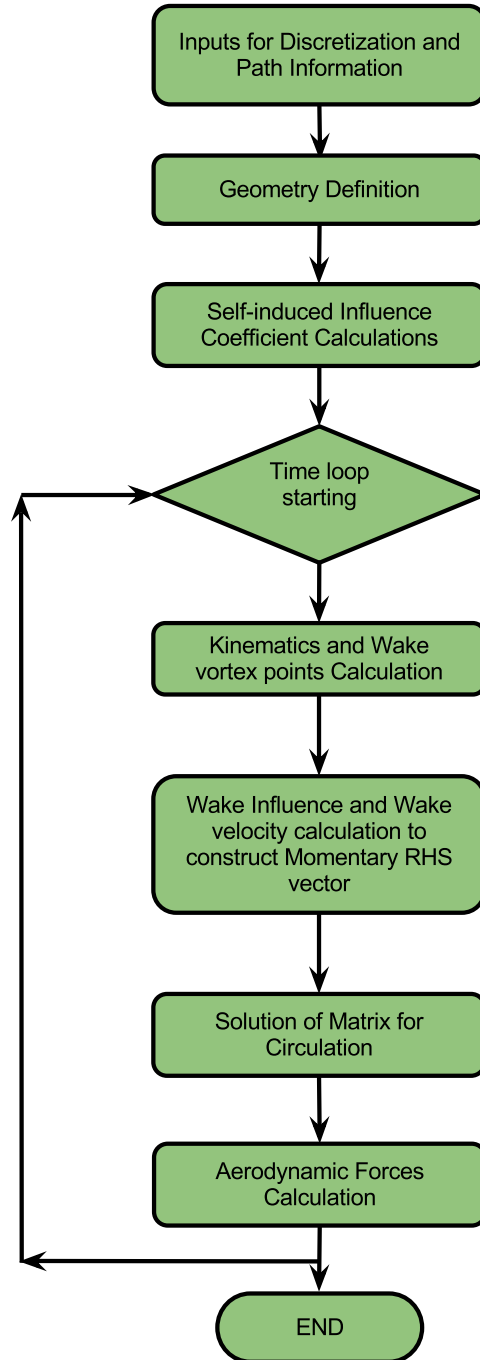 Inputs for Discretization and
Path Information
Geometry Definition
Self-induced Influence
Coefficient Calculations
Time loop
starting
Kinematics and Wake
vortex points Calculation
Wake Influence and Wake
velocity calculation to
construct Momentary RHS
vector
Solution of Matrix for
Circulation
Aerodynamic Forces
Calculation
END